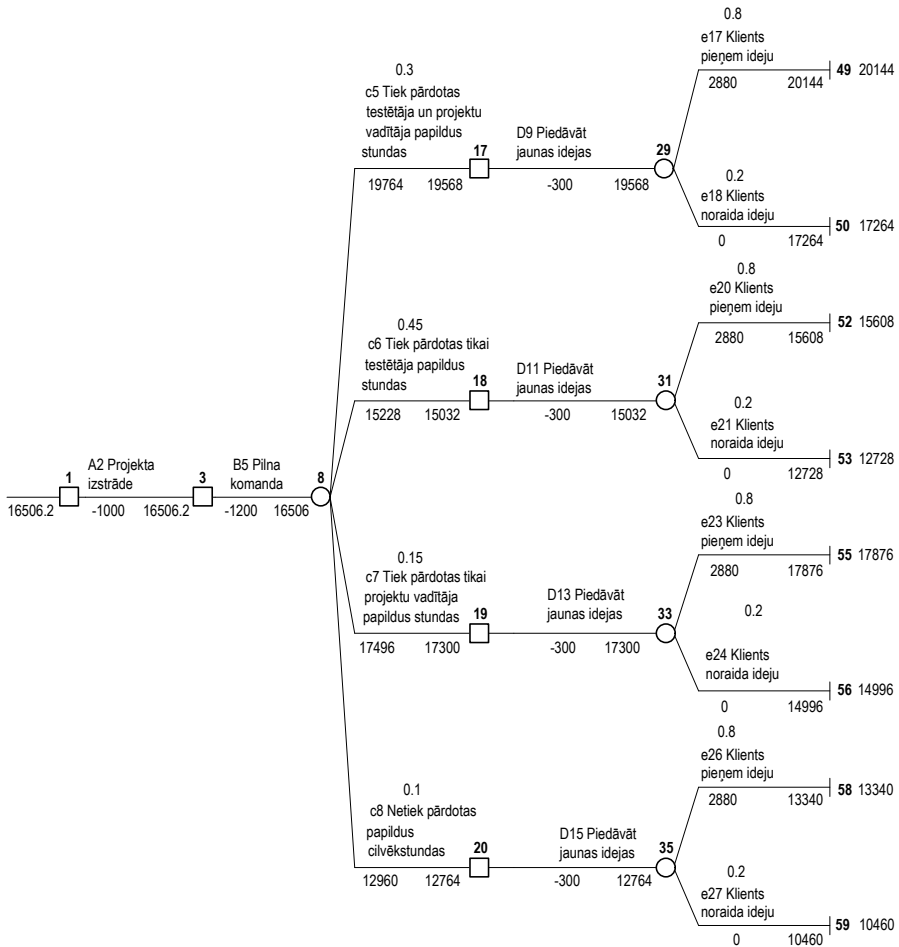 0.8
e17 Klients
pieņem ideju
2880 20144
49 20144
0.3
c5 Tiek pārdotas
testētāja un projektu
vadītāja papildus
stundas
19764 19568
17
D9 Piedāvāt
jaunas idejas
-300 19568
29
0.2
e18 Klients
noraida ideju
0 17264
50 17264
0.8
e20 Klients
pieņem ideju
2880 15608
52 15608
0.45
c6 Tiek pārdotas tikai
testētāja papildus
stundas
15228 15032
18
D11 Piedāvāt
jaunas idejas
-300 15032
31
0.2
e21 Klients
noraida ideju
0 12728
53 12728
16506.2
1
A2 Projekta
izstrāde
-1000 16506.2
3
B5 Pilna
komanda
-1200 16506
8
0.8
e23 Klients
pieņem ideju
2880 17876
55 17876
0.15
c7 Tiek pārdotas tikai
projektu vadītāja
papildus stundas
17496 17300
19
D13 Piedāvāt
jaunas idejas
-300 17300
33
0.2
e24 Klients
noraida ideju
0 14996
56 14996
0.8
e26 Klients
pieņem ideju
2880 13340
58 13340
0.1
c8 Netiek pārdotas
papildus
cilvēkstundas
12960 12764
20
D15 Piedāvāt
jaunas idejas
-300 12764
35
0.2
e27 Klients
noraida ideju
0 10460
59 10460